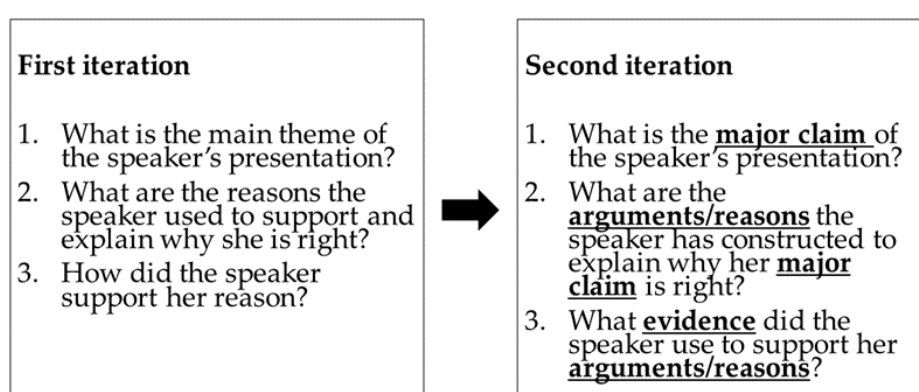 First iteration
1. What is the main theme of
the speaker's presentation?
2. What are the reasons the
speaker used to support and
explain why she is right?
3. How did the speaker
support her reason?
Second iteration
1. What is the major claim of
the speaker's presentation?
2. What are the
arguments/reasons the
speaker has constructed to
explain why her major
claim is right?
3. What evidence did the
speaker use to support her
arguments/reasons?